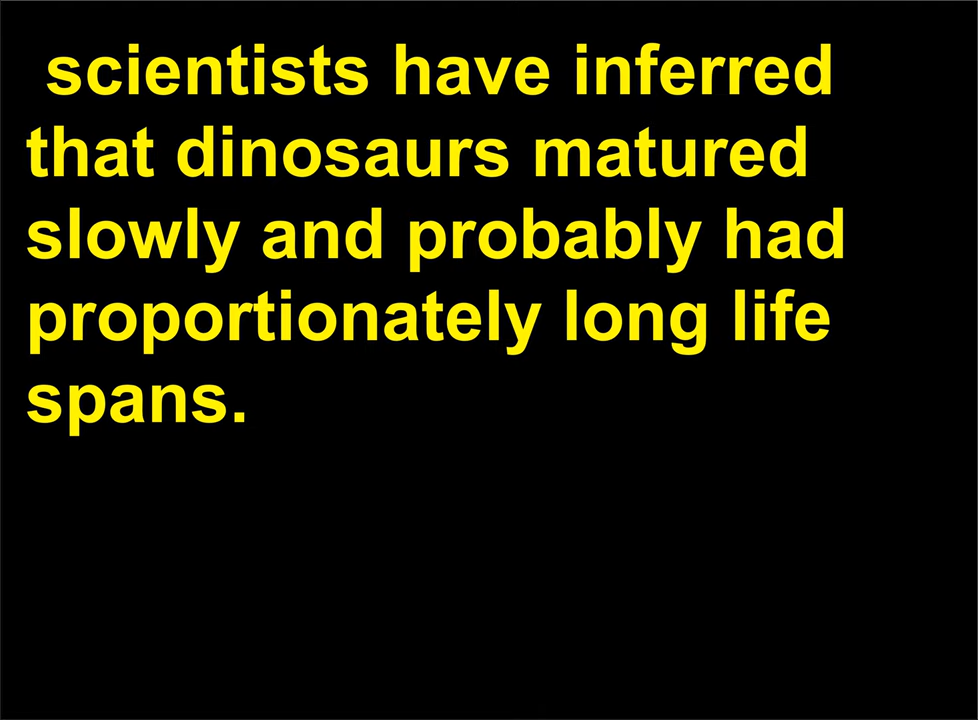 scientists have inferred
that dinosaurs matured
slowly and probably had
proportionately long life
spans.